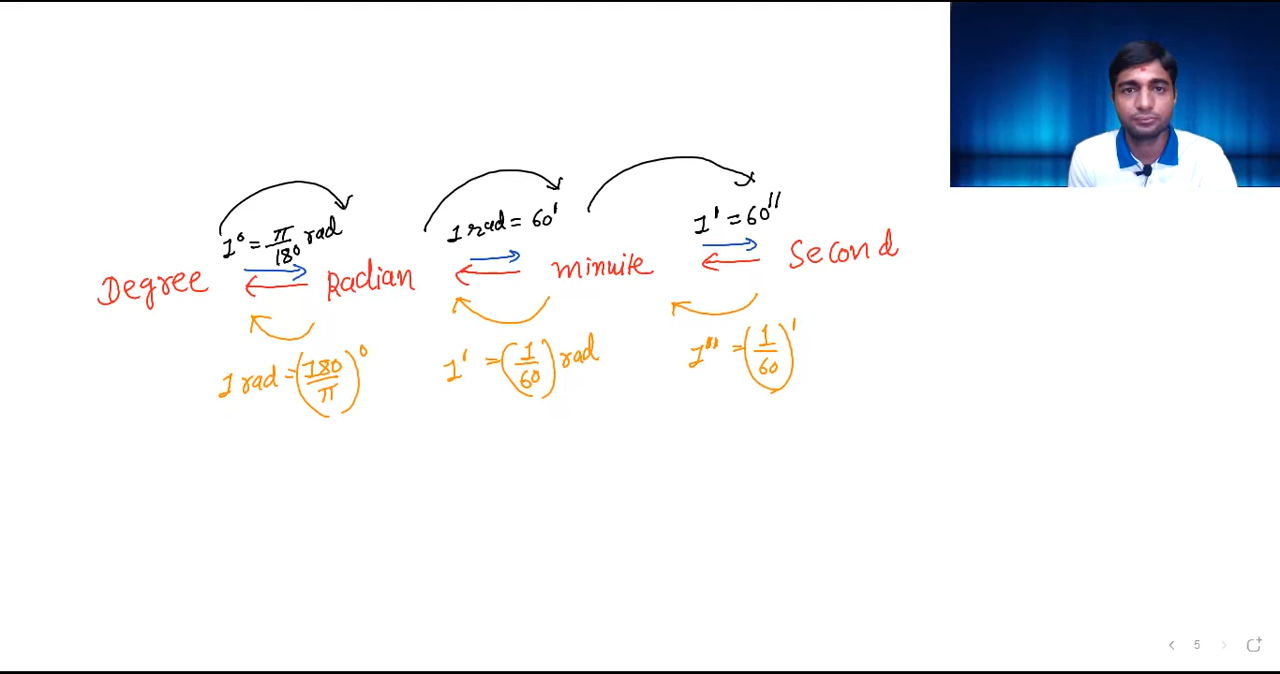 1° = π/180 rad
1 rad = 60'
1' = 60''
Degree
Radian
minuite
Second
1 rad = (180/π)°
1' = (1/60) rad
1''' = (1/60)'
5